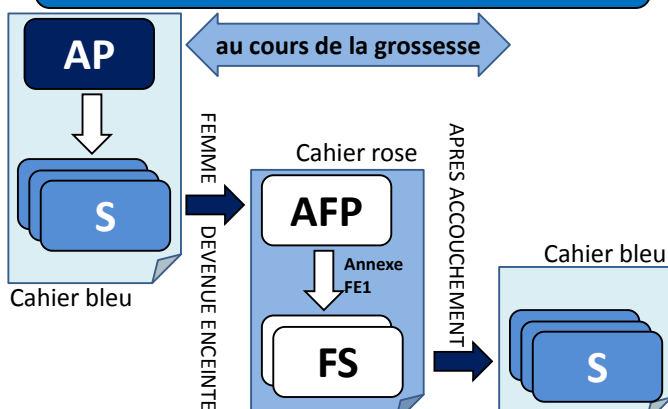 au cours de la grossesse
AP
S
Cahier bleu
FEMME DEVENUE ENCEINTE
Cahier rose
AFP
Annexe
FE1
FS
APRES ACCOUCHEMENT
Cahier bleu
S